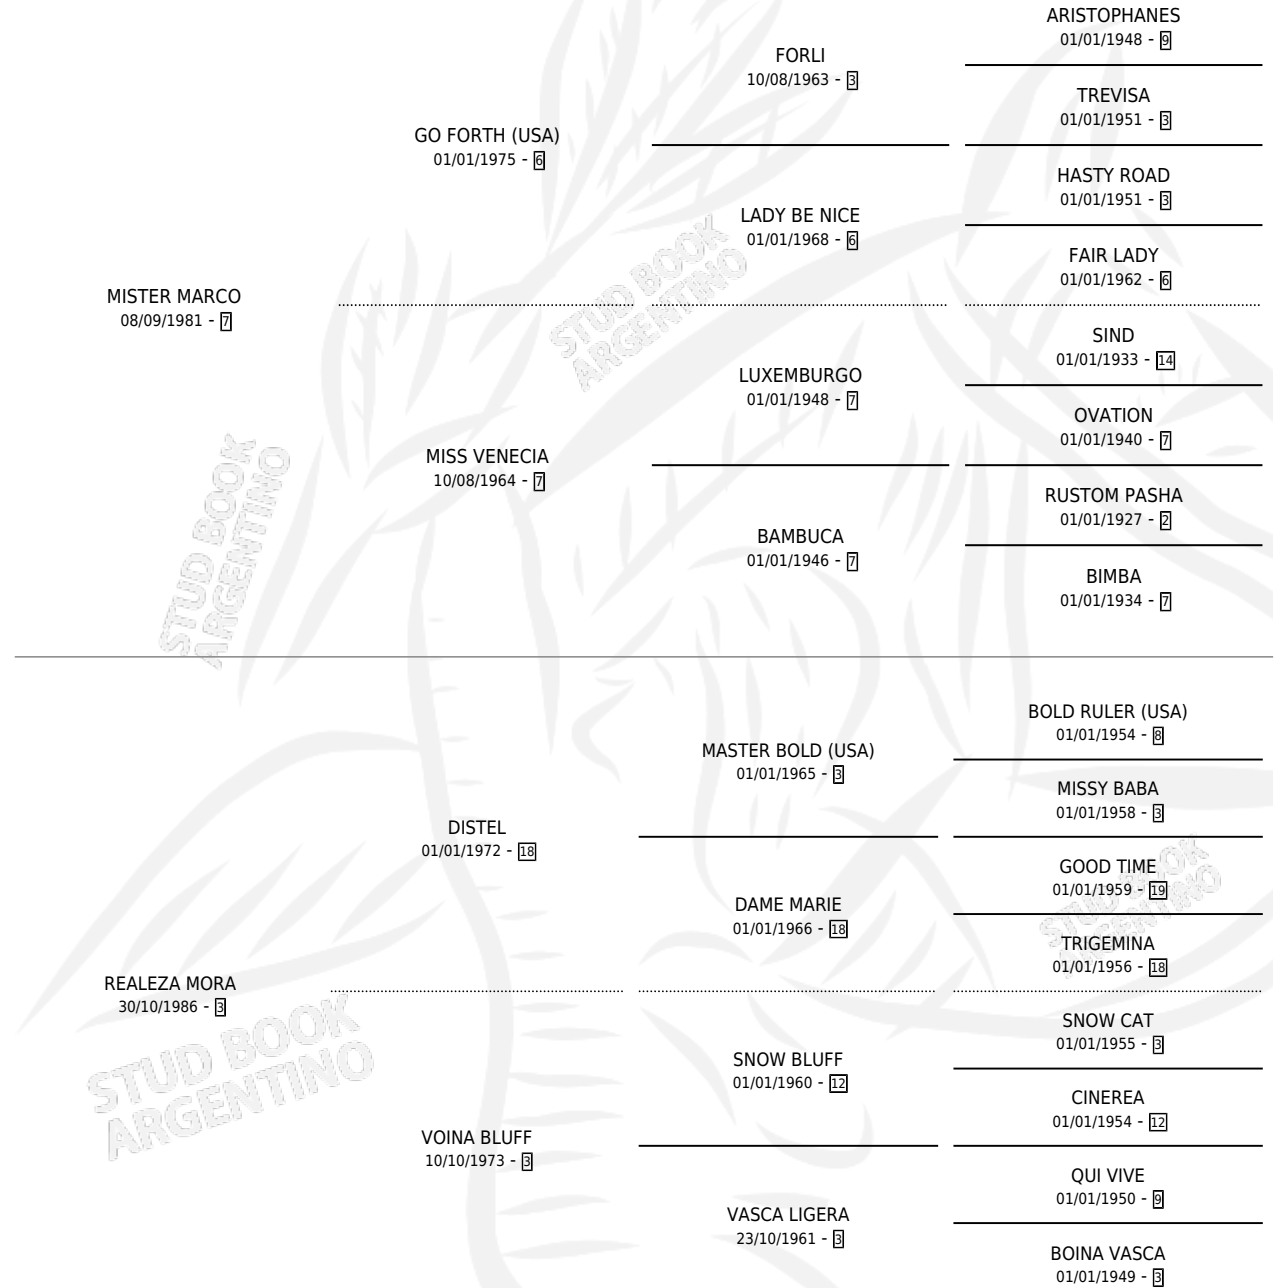 ARISTOPHANES
01/01/1948 - 9
FORLI
10/08/1963 - 3
TREVISA
01/01/1951 - 3
GO FORTH (USA)
01/01/1975 - 6
HASTY ROAD
01/01/1951 - 3
LADY BE NICE
01/01/1968 - 6
FAIR LADY
01/01/1962 - 6
MISTER MARCO
08/09/1981 - 7
SIND
01/01/1933 - 14
LUXEMBURGO
01/01/1948 - 7
OVATION
01/01/1940 - 7
MISS VENECIA
10/08/1964 - 7
RUSTOM PASHA
01/01/1927 - 2
BAMBUCA
01/01/1946 - 7
BIMBA
01/01/1934 - 7
STUD BOOK
ARGENTINO
STUD BOOK
ARGENTINO
BOLD RULER (USA)
01/01/1954 - 8
MASTER BOLD (USA)
01/01/1965 - 3
MISSY BABA
01/01/1958 - 3
DISTEL
01/01/1972 - 18
GOOD TIME
01/01/1959 - 19
DAME MARIE
01/01/1966 - 18
TRIGEMINA
01/01/1956 - 18
REALEZA MORA
30/10/1986 - 3
SNOW CAT
01/01/1955 - 3
SNOW BLUFF
01/01/1960 - 12
CINEREA
01/01/1954 - 12
VOINA BLUFF
10/10/1973 - 3
QUI VIVE
01/01/1950 - 9
VASCA LIGERA
23/10/1961 - 3
BOINA VASCA
01/01/1949 - 3
STUD BOOK
ARGENTINO
STUD BOOK
ARGENTINO